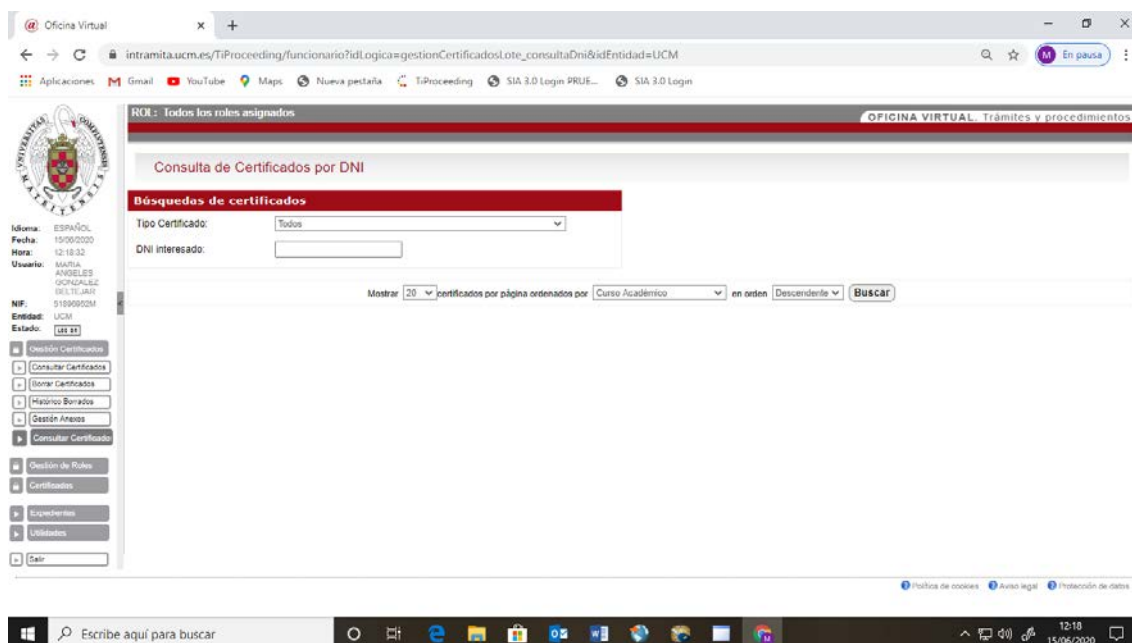 Oficina Virtual
intramita.ucm.es/TiProceeding/funcionario?idLogica=gestionCertificadosLote_consultaDni&idEntidad=UCM
M En pausa
Aplicaciones Gmail YouTube Maps Nueva pestaña TiProceeding SIA 3.0 Login PRUE... SIA 3.0 Login
ROL: Todos los roles asignados
OFICINA VIRTUAL. Trámites y procedimientos
Consulta de Certificados por DNI
Búsquedas de certificados
Tipo Certificado: Todos
DNI interesado:
Mostrar 20 certificados por página ordenados por Curso Académico en orden Descendente Buscar
Idioma: ESPAÑOL
Fecha: 15/06/2020
Hora: 12:18:32
Usuario: MARIA
ANGELES
GONZALEZ
NIF:
Entidad: UCM
Estado:
Gestión Certificados
Consultar Certificados
Borrar Certificados
Histórico Borrados
Gestión Anexos
Consultar Certificado
Gestión de Roles
Certificados
Expedientes
Utilidades
Salir
Política de cookies Aviso legal Protección de datos
Escribe aquí para buscar
12:18
15/06/2020